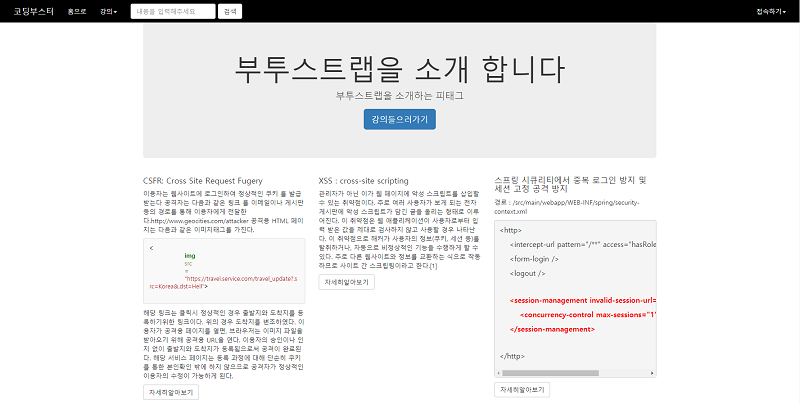 코딩부스터 홈으로 강의 내용을 입력해주세요 검색 접속하기
부투스트랩을 소개 합니다
부투스트랩을 소개하는 피태그
강의들으러가기
CSFR: Cross Site Request Fugery
이용자는 웹사이트에 로그인하여 정상적인 쿠키 를 발급
받는다 공격자는 다음과 같은 링크 를 이메일이나 게시판
등의 경로를 통해 이용자에게 전달한
다.http://www.geocities.com/attacker 공격용 HTML 페이
지는 다음과 같은 이미지태그를 가진다.
<
img
src
=
"https://travel.service.com/travel_update?.s
rc=Korea&.dst=Hell">
해당 링크는 클릭시 정상적인 경우 출발지와 도착지를 등
록하기위한 링크이다. 위의 경우 도착지를 변조하였다. 이
용자가 공격용 페이지를 열면, 브라우저는 이미지 파일을
받아오기 위해 공격용 URL을 연다. 이용자의 승인이나 인
지 없이 출발지와 도착지가 등록됨으로써 공격이 완료된
다. 해당 서비스 페이지는 등록 과정에 대해 단순히 쿠키
를 통한 본인확인 밖에 하지 않으므로 공격자가 정상적인
이용자의 수정이 가능하게 된다.
자세히알아보기
XSS : cross-site scripting
관리자가 아닌 이가 웹 페이지에 악성 스크립트를 삽입할
수 있는 취약점이다. 주로 여러 사용자가 보게 되는 전자
게시판에 악성 스크립트가 담긴 글을 올리는 형태로 이루
어진다. 이 취약점은 웹 애플리케이션이 사용자로부터 입
력 받은 값을 제대로 검사하지 않고 사용할 경우 나타난
다. 이 취약점으로 해커가 사용자의 정보(쿠키, 세션 등)를
탈취하거나, 자동으로 비정상적인 기능을 수행하게 할 수
있다. 주로 다른 웹사이트와 정보를 교환하는 식으로 작동
하므로 사이트 간 스크립팅이라고 한다.[1]
자세히알아보기
스프링 시큐리티에서 중복 로그인 방지 및
세션 고정 공격 방지
경로 : /src/main/webapp/WEB-INF/spring/security-
context.xml
<http>
<intercept-url pattern="/**" access="hasRole
<form-login />
<logout />
<session-management invalid-session-url=
<concurrency-control max-sessions="1"
</session-management>
</http>
자세히알아보기